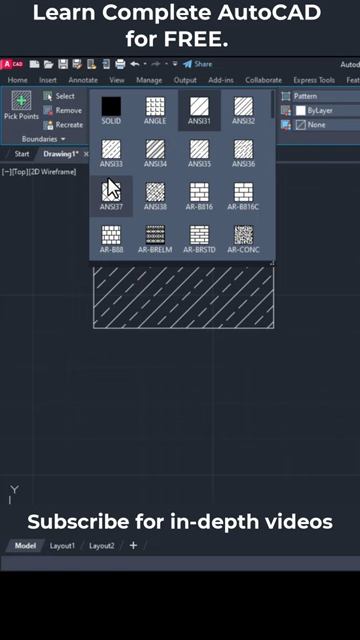 Learn Complete AutoCAD
for FREE.
A CAD
Share
Autod
Home Insert Annotate View Manage Output Add-ins Collaborate Express Tools Feat
Pick Points
Select
Remove
Recreate
Boundaries
Pattern
ByLayer
None
SOLID ANGLE ANSI31 ANSI32
ANSI33 ANSI34 ANSI35 ANSI36
ANSI37 ANSI38 AR-B816 AR-B816C
AR-B88 AR-BRELM AR-BRSTD AR-CONC
Start Drawing1*
[−][Top][2D Wireframe]
Y
Subscribe for in-depth videos
Model Layout1 Layout2 +